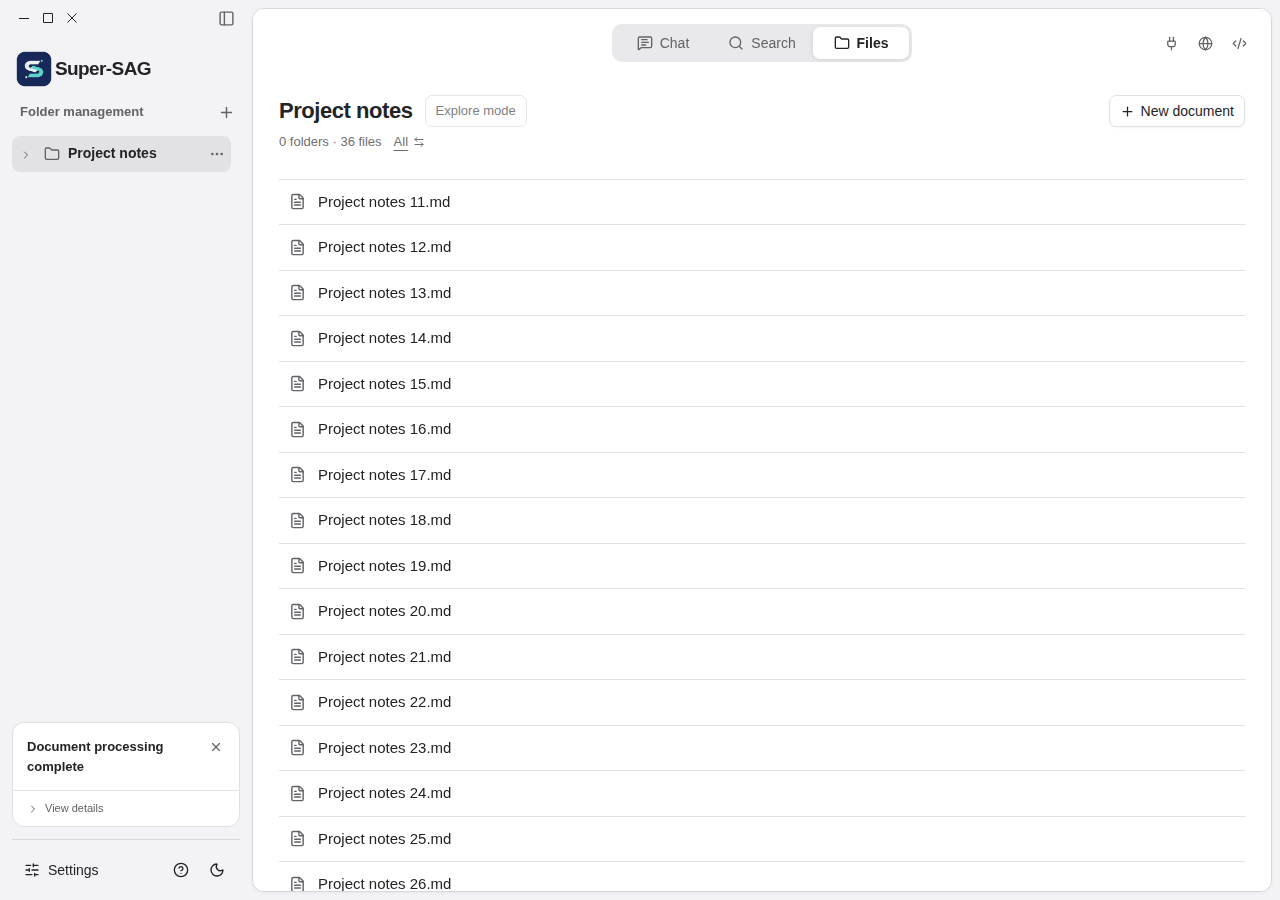 Super-SAG
Folder management
Project notes
Document processing
complete
View details
Settings
Chat
Search
Files
Project notes
Explore mode
New document
0 folders · 36 files
All
Project notes 11.md
Project notes 12.md
Project notes 13.md
Project notes 14.md
Project notes 15.md
Project notes 16.md
Project notes 17.md
Project notes 18.md
Project notes 19.md
Project notes 20.md
Project notes 21.md
Project notes 22.md
Project notes 23.md
Project notes 24.md
Project notes 25.md
Project notes 26.md